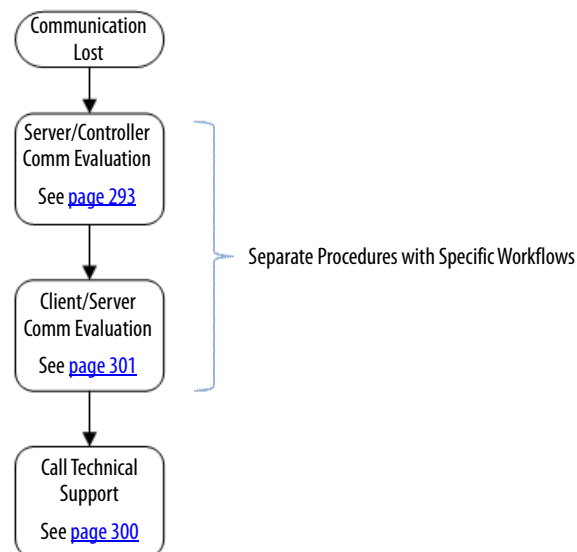 Communication
Lost
Server/Controller
Comm Evaluation
See page 293
Separate Procedures with Specific Workflows
Client/Server
Comm Evaluation
See page 301
Call Technical
Support
See page 300